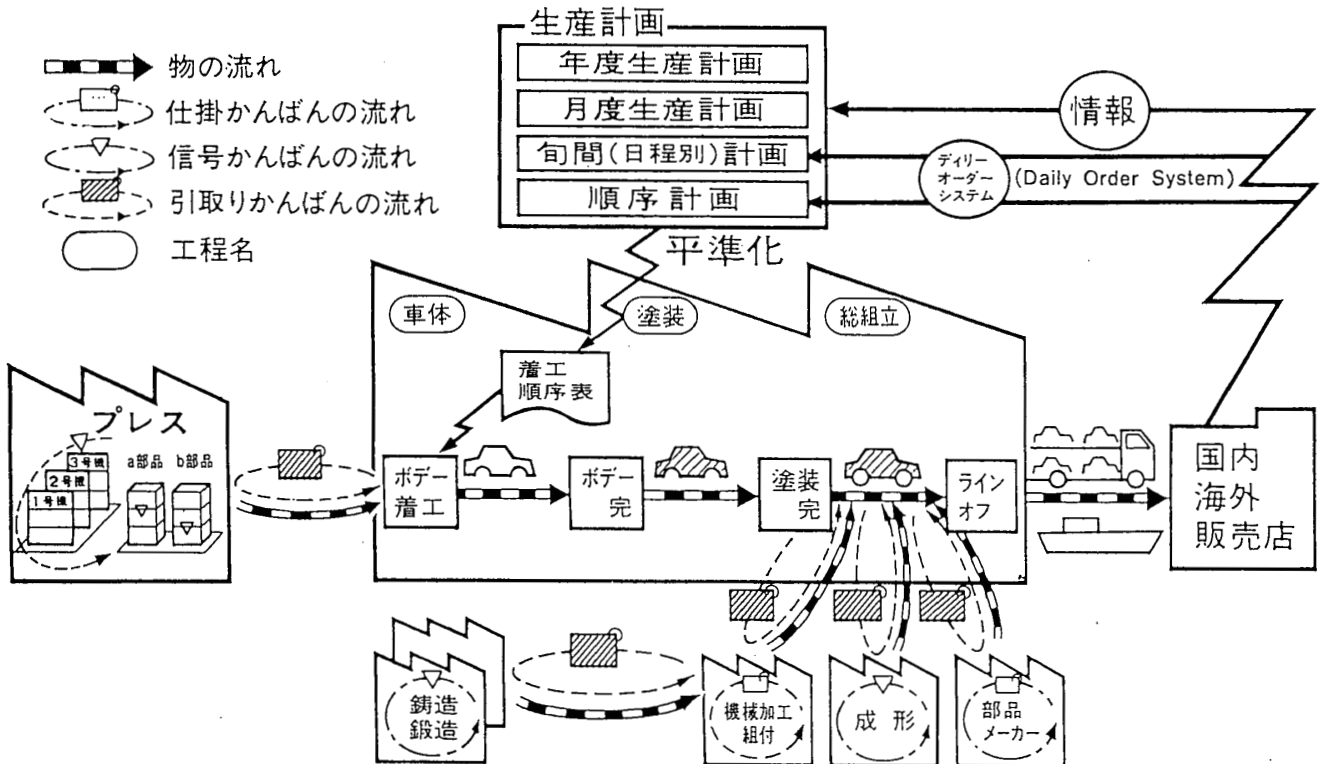 物の流れ
仕掛かんばんの流れ
信号かんばんの流れ
引取りかんばんの流れ
工程名
生産計画
年度生産計画
月度生産計画
旬間(日程別)計画
順序計画
情報
ディリー
オーダー
システム
(Daily Order System)
平準化
車体
塗装
総組立
着工
順序表
プレス
3号機
2号機
1号機
a部品
b部品
ボデー
着工
ボデー
完
塗装
完
ライン
オフ
国内
海外
販売店
鋳造
鍛造
機械加工
組付
成形
部品
メーカー